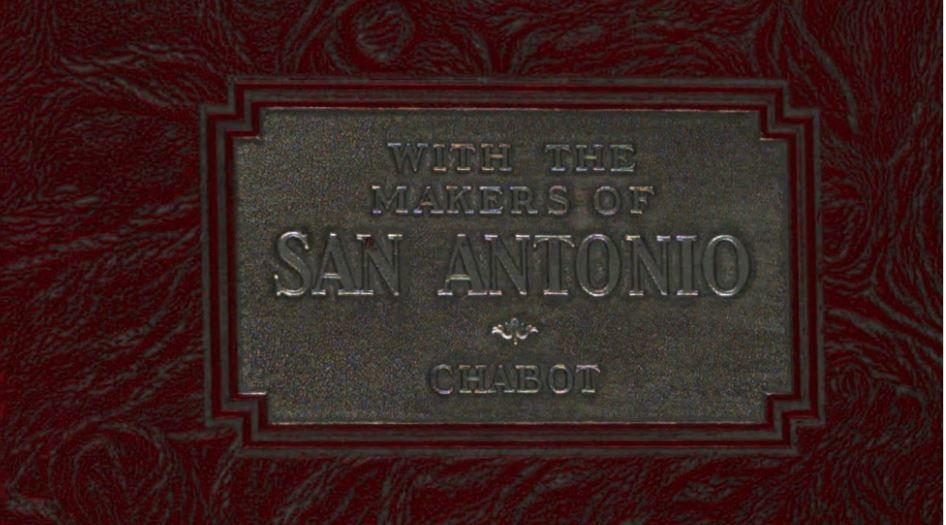 WITH THE
MAKERS OF
SAN ANTONIO
CHABOT